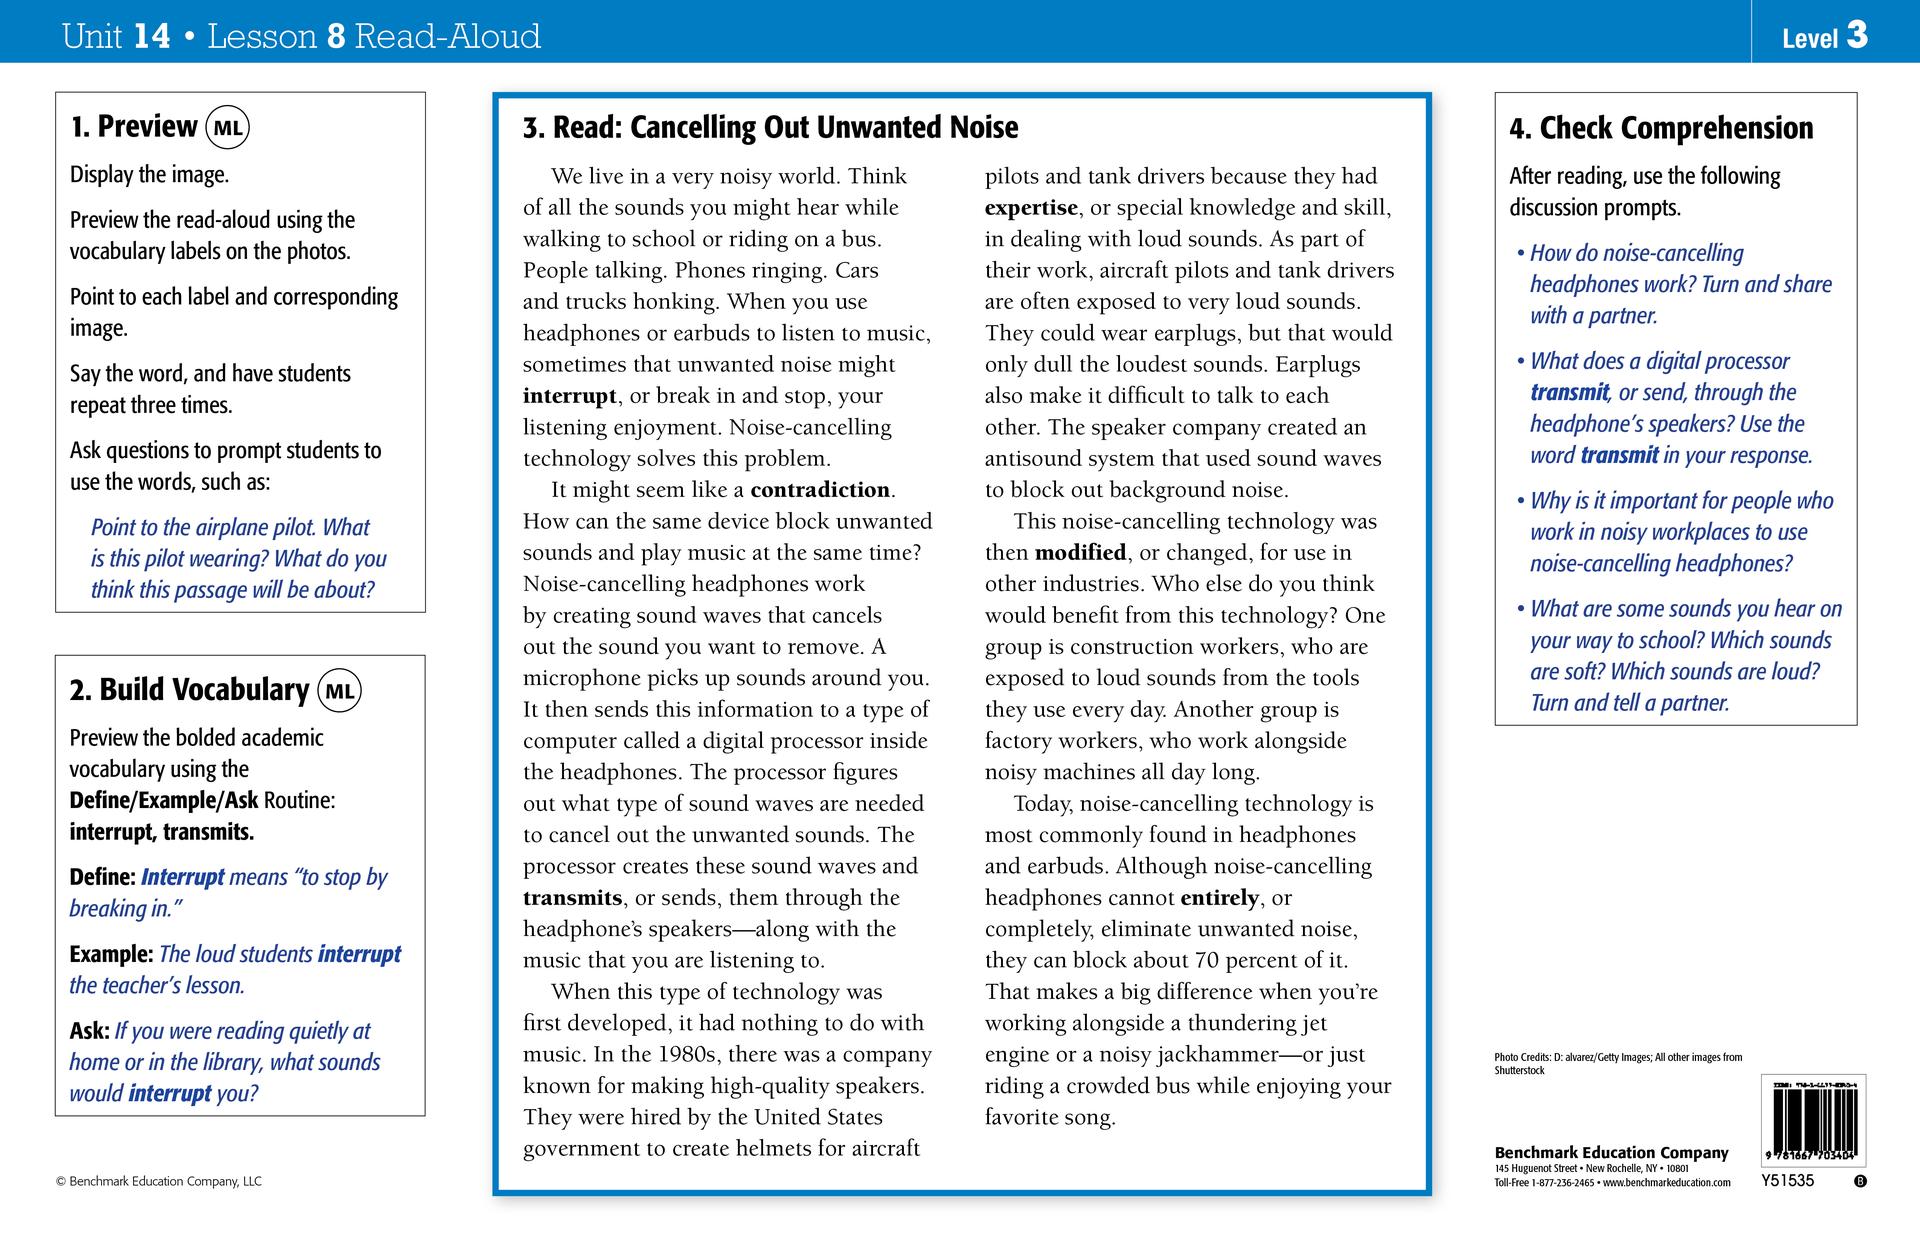 Unit 14 • Lesson 8 Read-Aloud
Level 3
1. Preview ML
Display the image.
Preview the read-aloud using the
vocabulary labels on the photos.
Point to each label and corresponding
image.
Say the word, and have students
repeat three times.
Ask questions to prompt students to
use the words, such as:
Point to the airplane pilot. What
is this pilot wearing? What do you
think this passage will be about?
2. Build Vocabulary ML
Preview the bolded academic
vocabulary using the
Define/Example/Ask Routine:
interrupt, transmits.
Define: Interrupt means “to stop by
breaking in.”
Example: The loud students interrupt
the teacher’s lesson.
Ask: If you were reading quietly at
home or in the library, what sounds
would interrupt you?
© Benchmark Education Company, LLC
3. Read: Cancelling Out Unwanted Noise
We live in a very noisy world. Think
of all the sounds you might hear while
walking to school or riding on a bus.
People talking. Phones ringing. Cars
and trucks honking. When you use
headphones or earbuds to listen to music,
sometimes that unwanted noise might
interrupt, or break in and stop, your
listening enjoyment. Noise-cancelling
technology solves this problem.
It might seem like a contradiction.
How can the same device block unwanted
sounds and play music at the same time?
Noise-cancelling headphones work
by creating sound waves that cancels
out the sound you want to remove. A
microphone picks up sounds around you.
It then sends this information to a type of
computer called a digital processor inside
the headphones. The processor figures
out what type of sound waves are needed
to cancel out the unwanted sounds. The
processor creates these sound waves and
transmits, or sends, them through the
headphone’s speakers—along with the
music that you are listening to.
When this type of technology was
first developed, it had nothing to do with
music. In the 1980s, there was a company
known for making high-quality speakers.
They were hired by the United States
government to create helmets for aircraft
pilots and tank drivers because they had
expertise, or special knowledge and skill,
in dealing with loud sounds. As part of
their work, aircraft pilots and tank drivers
are often exposed to very loud sounds.
They could wear earplugs, but that would
only dull the loudest sounds. Earplugs
also make it difficult to talk to each
other. The speaker company created an
antisound system that used sound waves
to block out background noise.
This noise-cancelling technology was
then modified, or changed, for use in
other industries. Who else do you think
would benefit from this technology? One
group is construction workers, who are
exposed to loud sounds from the tools
they use every day. Another group is
factory workers, who work alongside
noisy machines all day long.
Today, noise-cancelling technology is
most commonly found in headphones
and earbuds. Although noise-cancelling
headphones cannot entirely, or
completely, eliminate unwanted noise,
they can block about 70 percent of it.
That makes a big difference when you’re
working alongside a thundering jet
engine or a noisy jackhammer—or just
riding a crowded bus while enjoying your
favorite song.
4. Check Comprehension
After reading, use the following
discussion prompts.
• How do noise-cancelling
headphones work? Turn and share
with a partner.
• What does a digital processor
transmit, or send, through the
headphone’s speakers? Use the
word transmit in your response.
• Why is it important for people who
work in noisy workplaces to use
noise-cancelling headphones?
• What are some sounds you hear on
your way to school? Which sounds
are soft? Which sounds are loud?
Turn and tell a partner.
Photo Credits: D: alvarez/Getty Images; All other images from
Shutterstock
Benchmark Education Company
145 Huguenot Street • New Rochelle, NY • 10801
Toll-Free 1-877-236-2465 • www.benchmarkeducation.com
9 781667 703404
Y51535
B